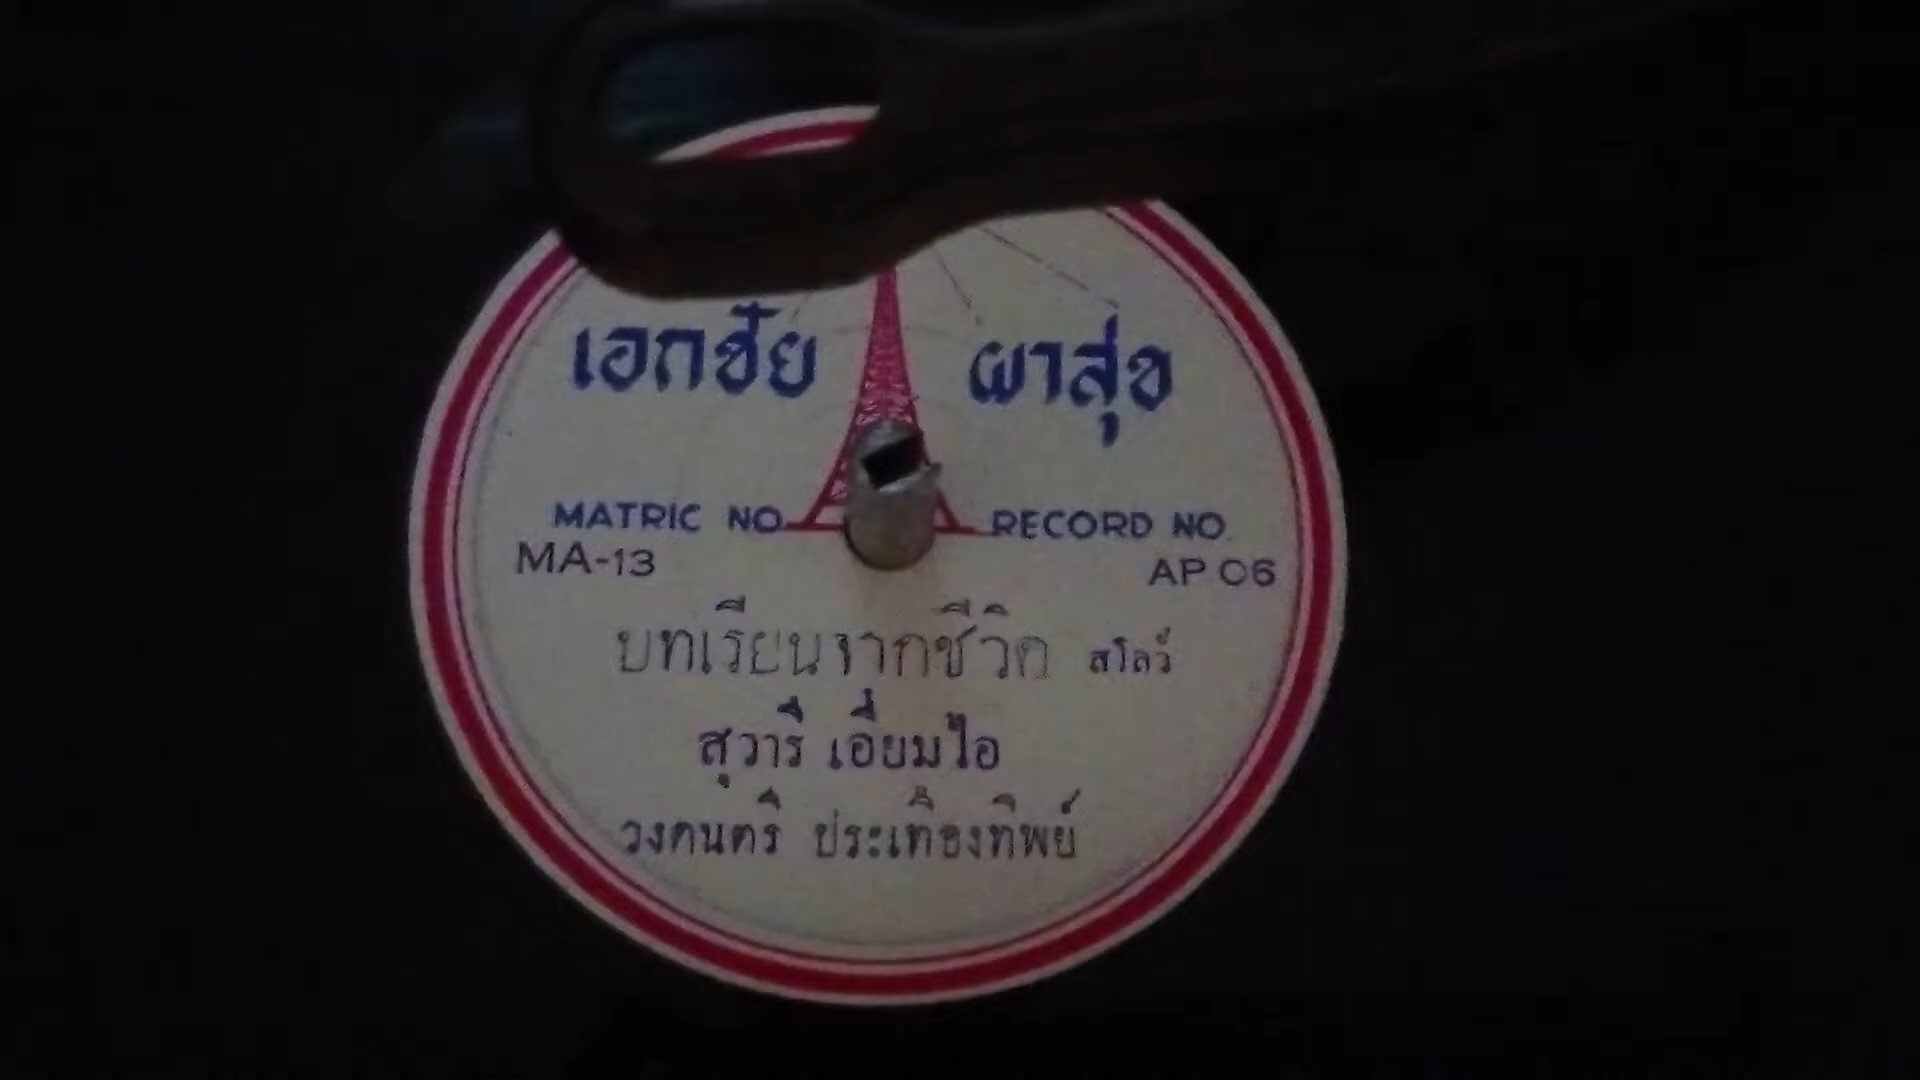 เอกชัย ผาสุข
MATRIC NO. RECORD NO.
MA-13 AP 06
บทเรียนจากชีวิต สโลว์
สุวารี เอี่ยมไอ
วงดนตรี ประเทืองทิพย์